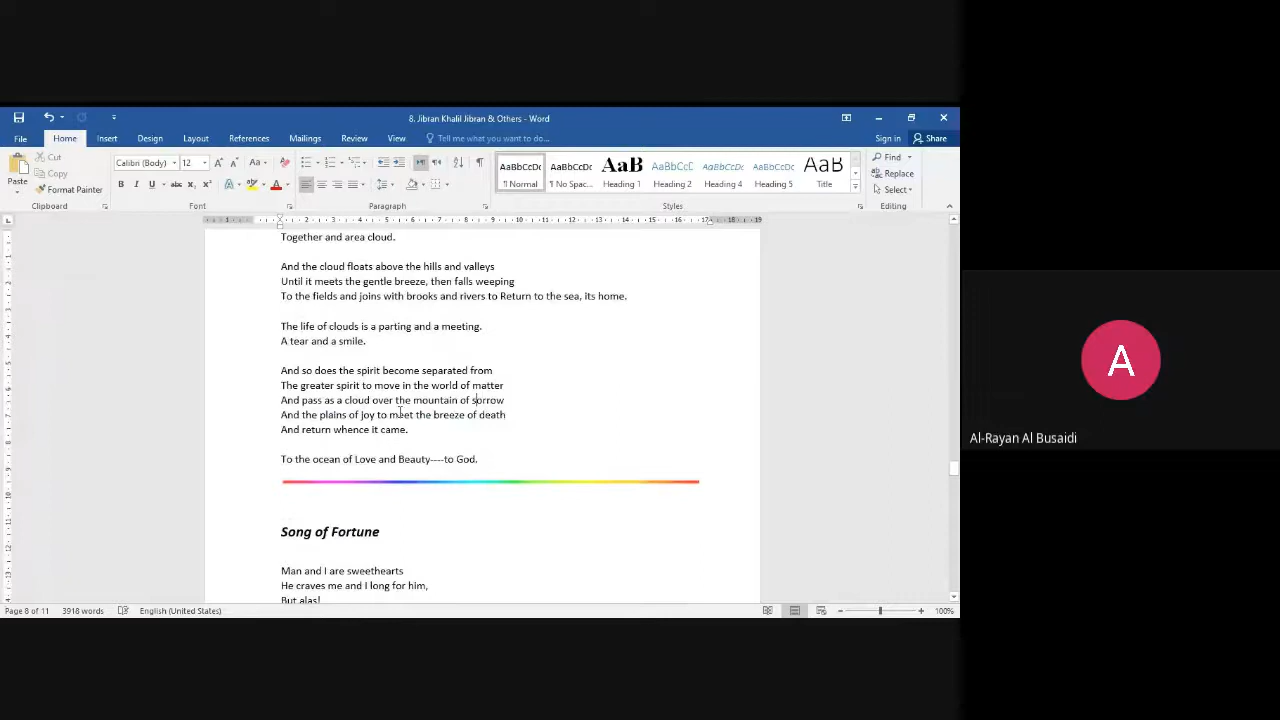 8. Jibran Khalil Jibran & Others - Word
File Home Insert Design Layout References Mailings Review View Tell me what you want to do... Sign in Share
Paste Cut Copy Format Painter
Calibri (Body) 12
AaBbCcDc AaBbCcDc AaB AaBbCcD AaBbCcDc AaBbCcDc AaB
¶ Normal ¶ No Spac... Heading 1 Heading 2 Heading 4 Heading 5 Title
Find Replace Select
Clipboard Font Paragraph Styles Editing
Together and area cloud.
And the cloud floats above the hills and valleys
Until it meets the gentle breeze, then falls weeping
To the fields and joins with brooks and rivers to Return to the sea, its home.
The life of clouds is a parting and a meeting.
A tear and a smile.
And so does the spirit become separated from
The greater spirit to move in the world of matter
And pass as a cloud over the mountain of sorrow
And the plains of joy to meet the breeze of death
And return whence it came.
To the ocean of Love and Beauty----to God.
Song of Fortune
Man and I are sweethearts
He craves me and I long for him,
But alas!
Page 8 of 11 3918 words English (United States) 100%
A
Al-Rayan Al Busaidi